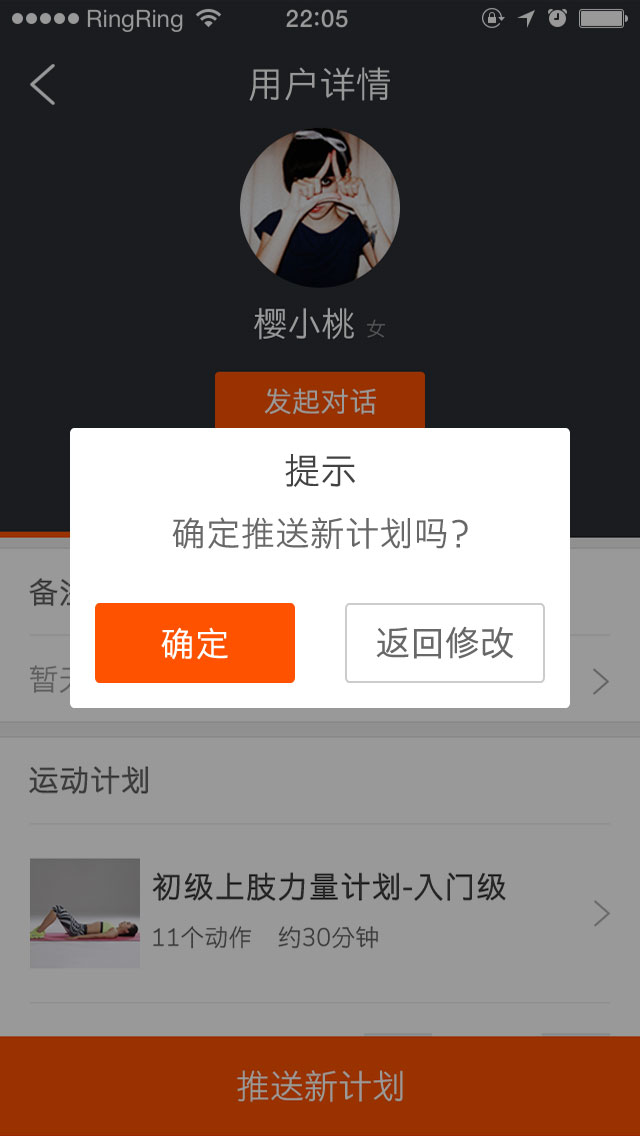 RingRing 22:05
用户详情
樱小桃 女
发起对话
提示
确定推送新计划吗?
备
确定 返回修改
暂
运动计划
初级上肢力量计划-入门级
11个动作 约30分钟
推送新计划